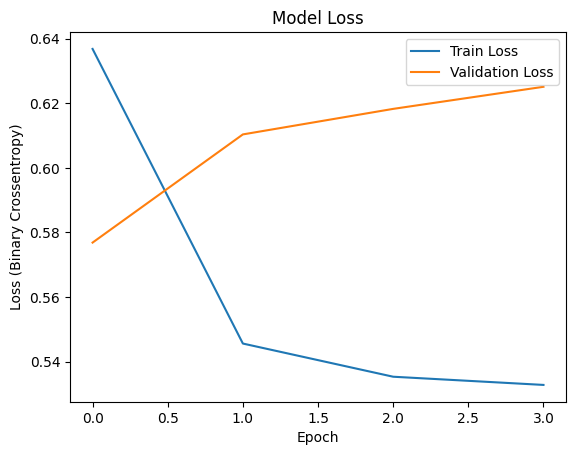 Model Loss
0.64
0.62
0.60
0.58
0.56
0.54
Loss (Binary Crossentropy)
Train Loss
Validation Loss
0.0 0.5 1.0 1.5 2.0 2.5 3.0
Epoch